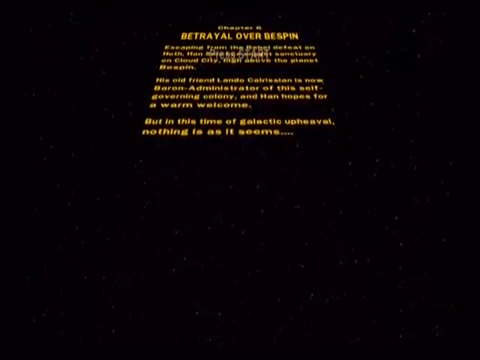 Chapter 6
BETRAYAL OVER BESPIN
Escaping from the Rebel defeat on
Hoth, Han Solo sought sanctuary
on Cloud City, high above the planet
Bespin.
His old friend Lando Calrissian is now
Baron-Administrator of this self-
governing colony, and Han hopes for
a warm welcome.
But in this time of galactic upheaval,
nothing is as it seems....